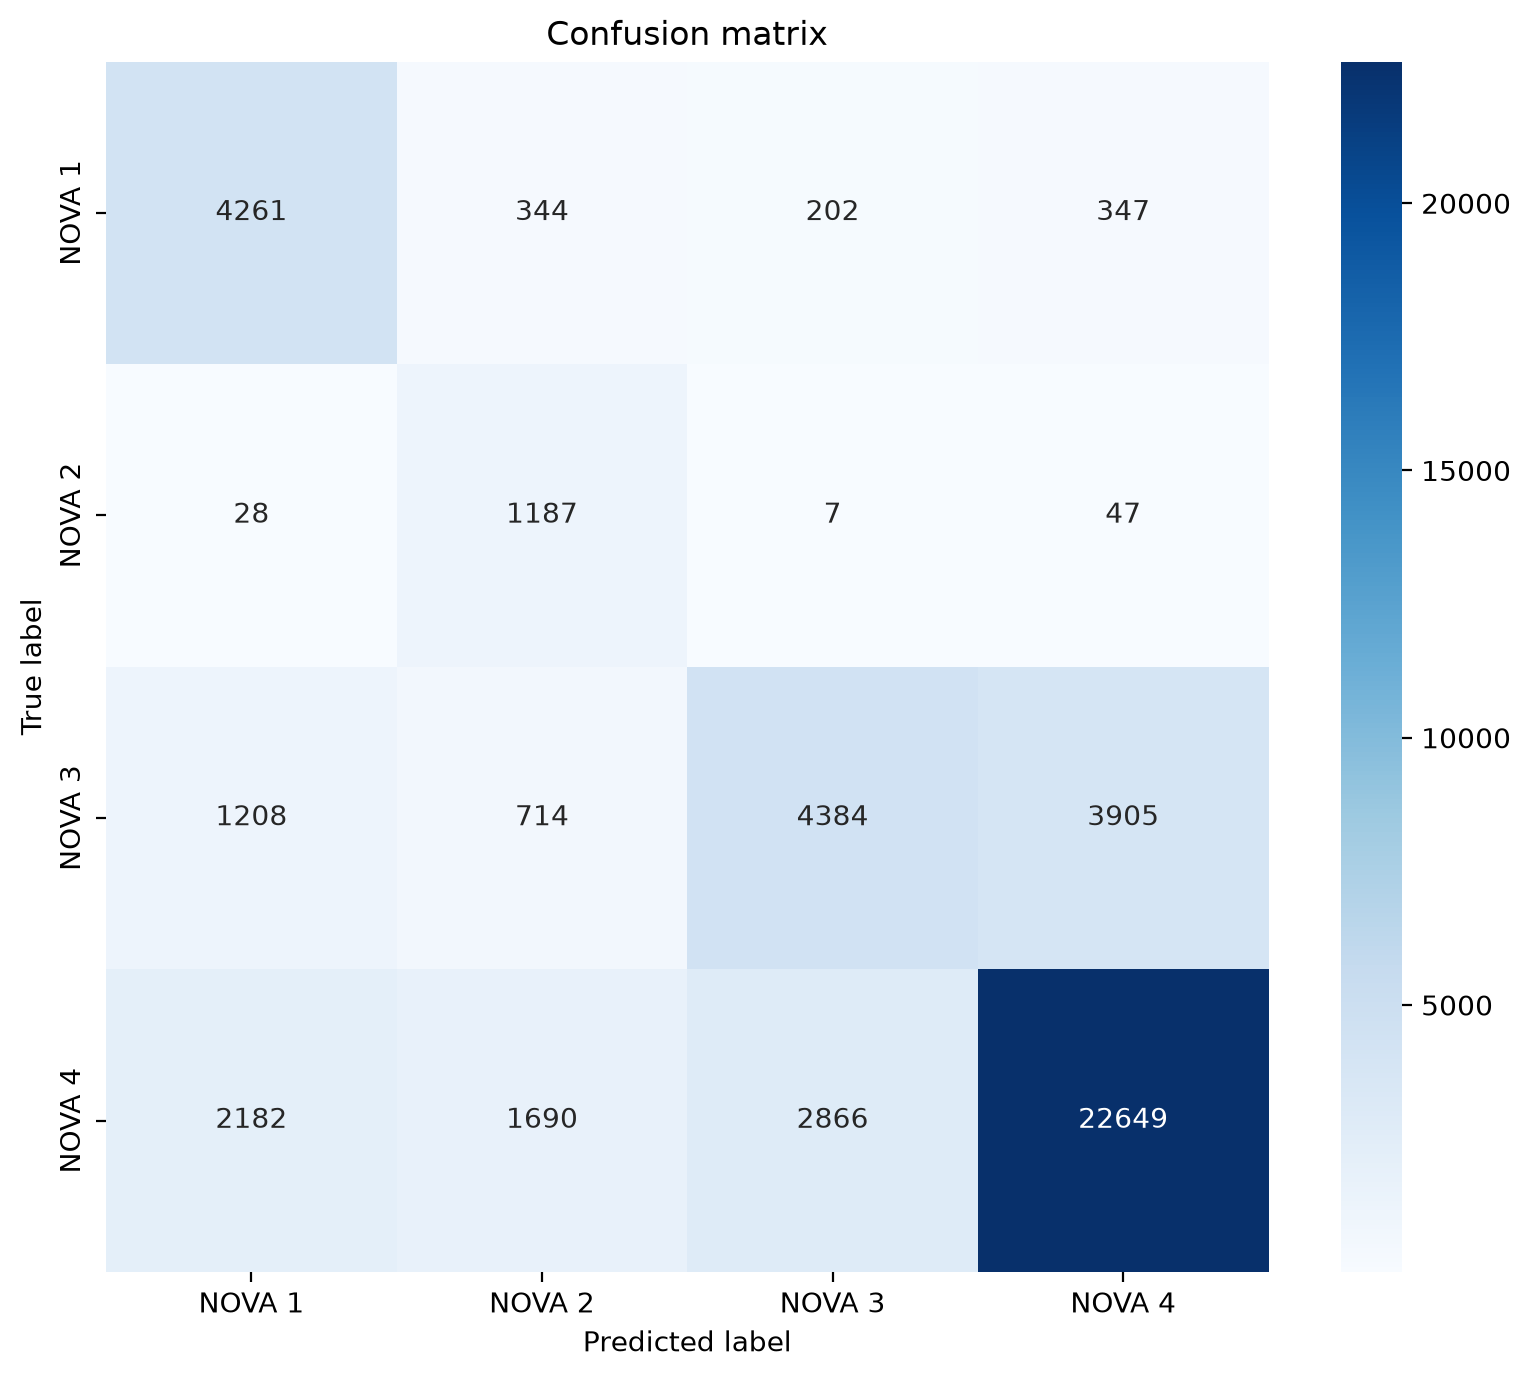 Confusion matrix
NOVA 1
4261 344 202 347
20000
NOVA 2
28 1187 7 47
15000
True label
NOVA 3
1208 714 4384 3905
10000
NOVA 4
2182 1690 2866 22649
5000
NOVA 1 NOVA 2 NOVA 3 NOVA 4
Predicted label